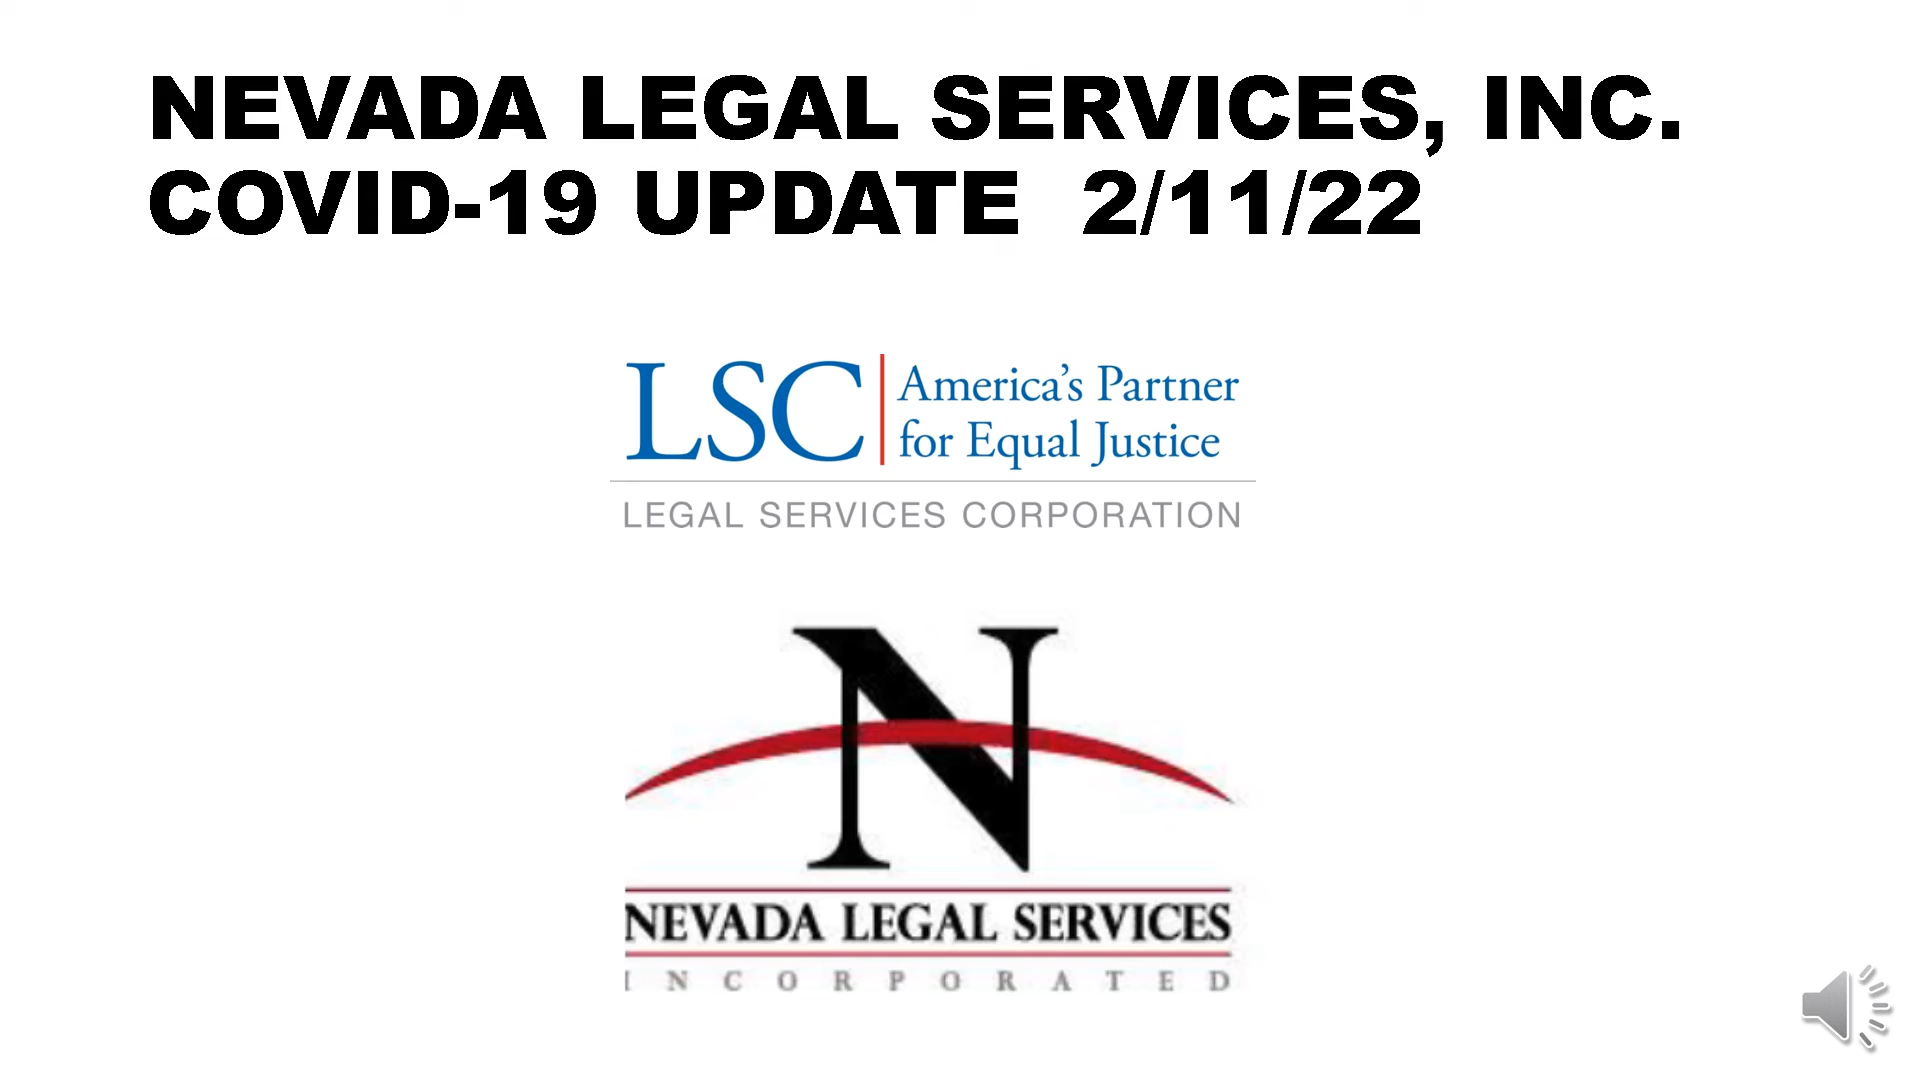 NEVADA LEGAL SERVICES, INC.
COVID-19 UPDATE 2/11/22
LSC
America's Partner
for Equal Justice
LEGAL SERVICES CORPORATION
N
NEVADA LEGAL SERVICES
INCORPORATED